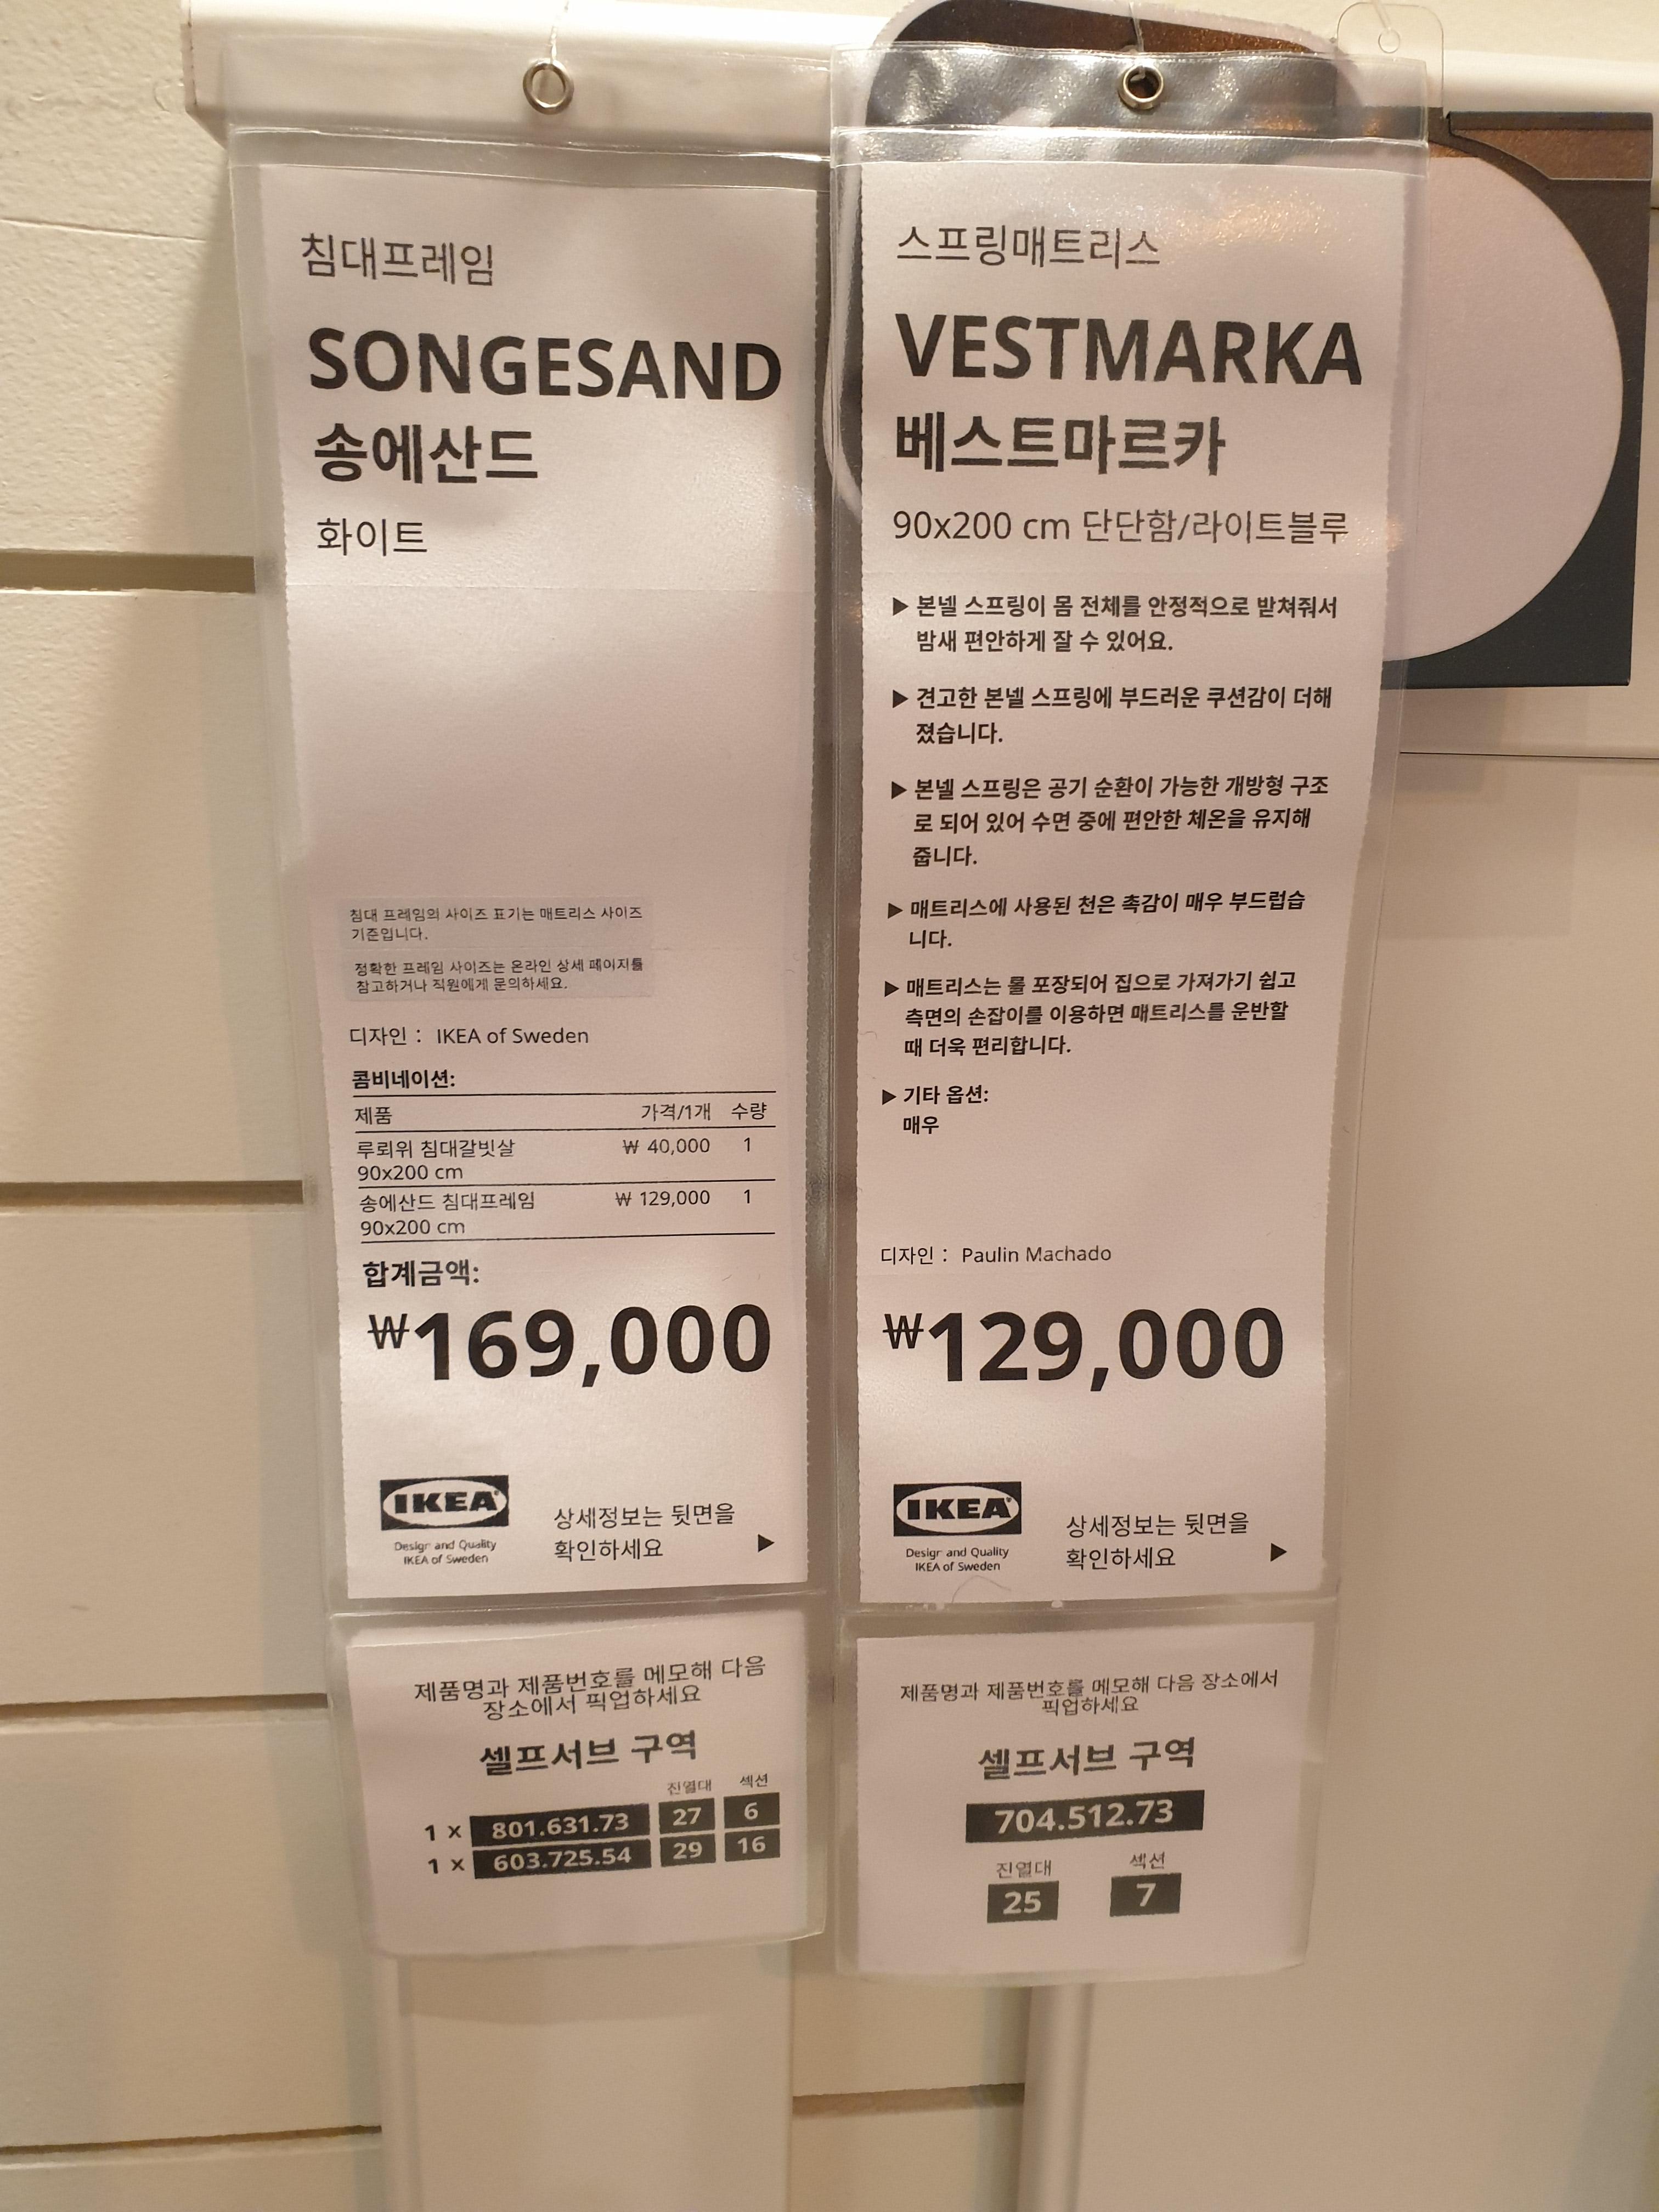 침대프레임
SONGESAND
송에산드
화이트
침대 프레임의 사이즈 표기는 매트리스 사이즈
기준입니다.
정확한 프레임 사이즈는 온라인 상세 페이지를
참고하거나 직원에게 문의하세요.
디자인 : IKEA of Sweden
콤비네이션:
제품 가격/1개 수량
루뢰위 침대갈빗살 ₩ 40,000 1
90x200 cm
송에산드 침대프레임 ₩ 129,000 1
90x200 cm
합계금액:
₩169,000
IKEA
Design and Quality
IKEA of Sweden
상세정보는 뒷면을
확인하세요
제품명과 제품번호를 메모해 다음
장소에서 픽업하세요
셀프서브 구역
진열대 섹션
1 x 801.631.73 27 6
1 x 603.725.54 29 16
스프링매트리스
VESTMARKA
베스트마르카
90x200 cm 단단함/라이트블루
▶ 본넬 스프링이 몸 전체를 안정적으로 받쳐줘서
밤새 편안하게 잘 수 있어요.
▶ 견고한 본넬 스프링에 부드러운 쿠션감이 더해
졌습니다.
▶ 본넬 스프링은 공기 순환이 가능한 개방형 구조
로 되어 있어 수면 중에 편안한 체온을 유지해
줍니다.
▶ 매트리스에 사용된 천은 촉감이 매우 부드럽습
니다.
▶ 매트리스는 롤 포장되어 집으로 가져가기 쉽고
측면의 손잡이를 이용하면 매트리스를 운반할
때 더욱 편리합니다.
▶ 기타 옵션:
매우
디자인 : Paulin Machado
₩129,000
IKEA
Design and Quality
IKEA of Sweden
상세정보는 뒷면을
확인하세요
제품명과 제품번호를 메모해 다음 장소에서
픽업하세요
셀프서브 구역
704.512.73
진열대 섹션
25 7